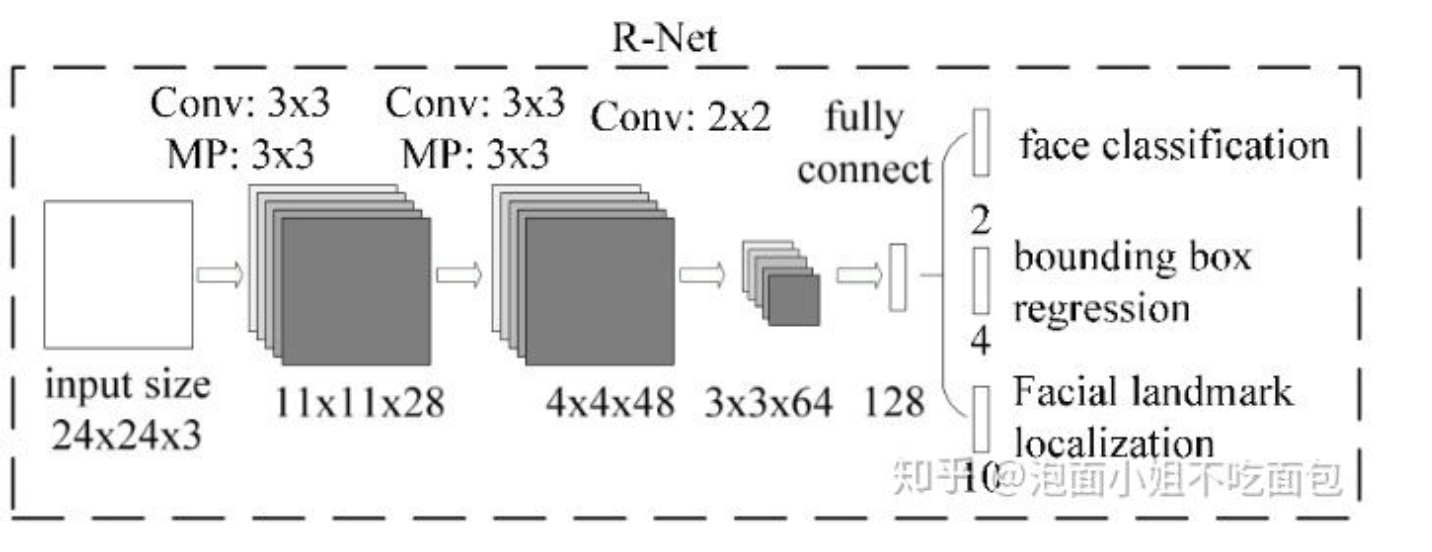 R-Net
Conv: 3x3
MP: 3x3
Conv: 3x3
MP: 3x3
Conv: 2x2
fully
connect
face classification
2
bounding box
regression
4
Facial landmark
localization
10
input size
24x24x3
11x11x28
4x4x48
3x3x64
128
知乎 @泡面小姐不吃面包